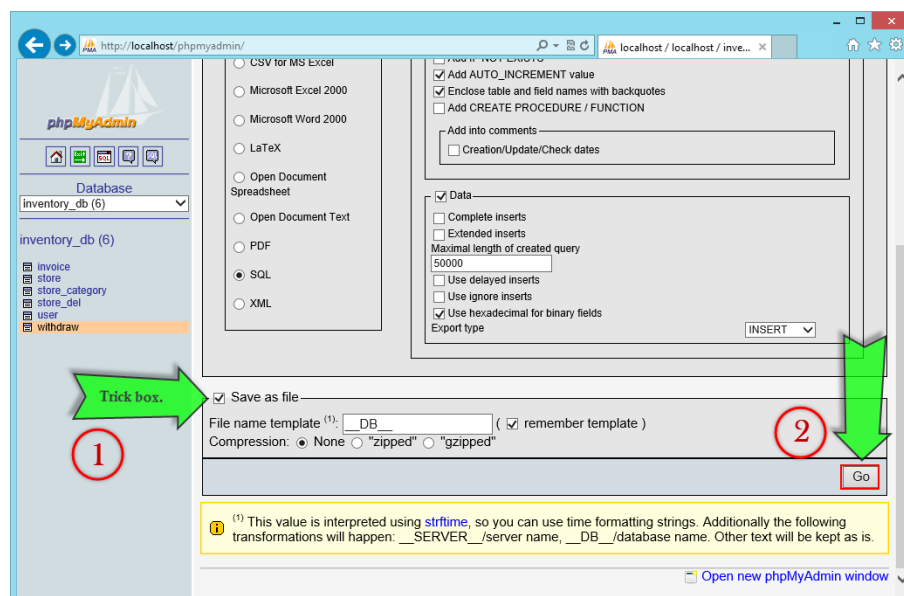 http://localhost/phpmyadmin/
localhost / localhost / inve...
phpMyAdmin
Database
inventory_db (6)
inventory_db (6)
invoice
store
store_category
store_del
user
withdraw
CSV for MS Excel
Microsoft Excel 2000
Microsoft Word 2000
LaTeX
Open Document
Spreadsheet
Open Document Text
PDF
SQL
XML
Add IF NOT EXISTS
Add AUTO_INCREMENT value
Enclose table and field names with backquotes
Add CREATE PROCEDURE / FUNCTION
Add into comments
Creation/Update/Check dates
Data
Complete inserts
Extended inserts
Maximal length of created query
50000
Use delayed inserts
Use ignore inserts
Use hexadecimal for binary fields
Export type INSERT
Trick box.
1
Save as file
File name template (1): __DB__ ( remember template )
Compression: None "zipped" "gzipped"
2
Go
(1) This value is interpreted using strftime, so you can use time formatting strings. Additionally the following
transformations will happen: __SERVER__/server name, __DB__/database name. Other text will be kept as is.
Open new phpMyAdmin window